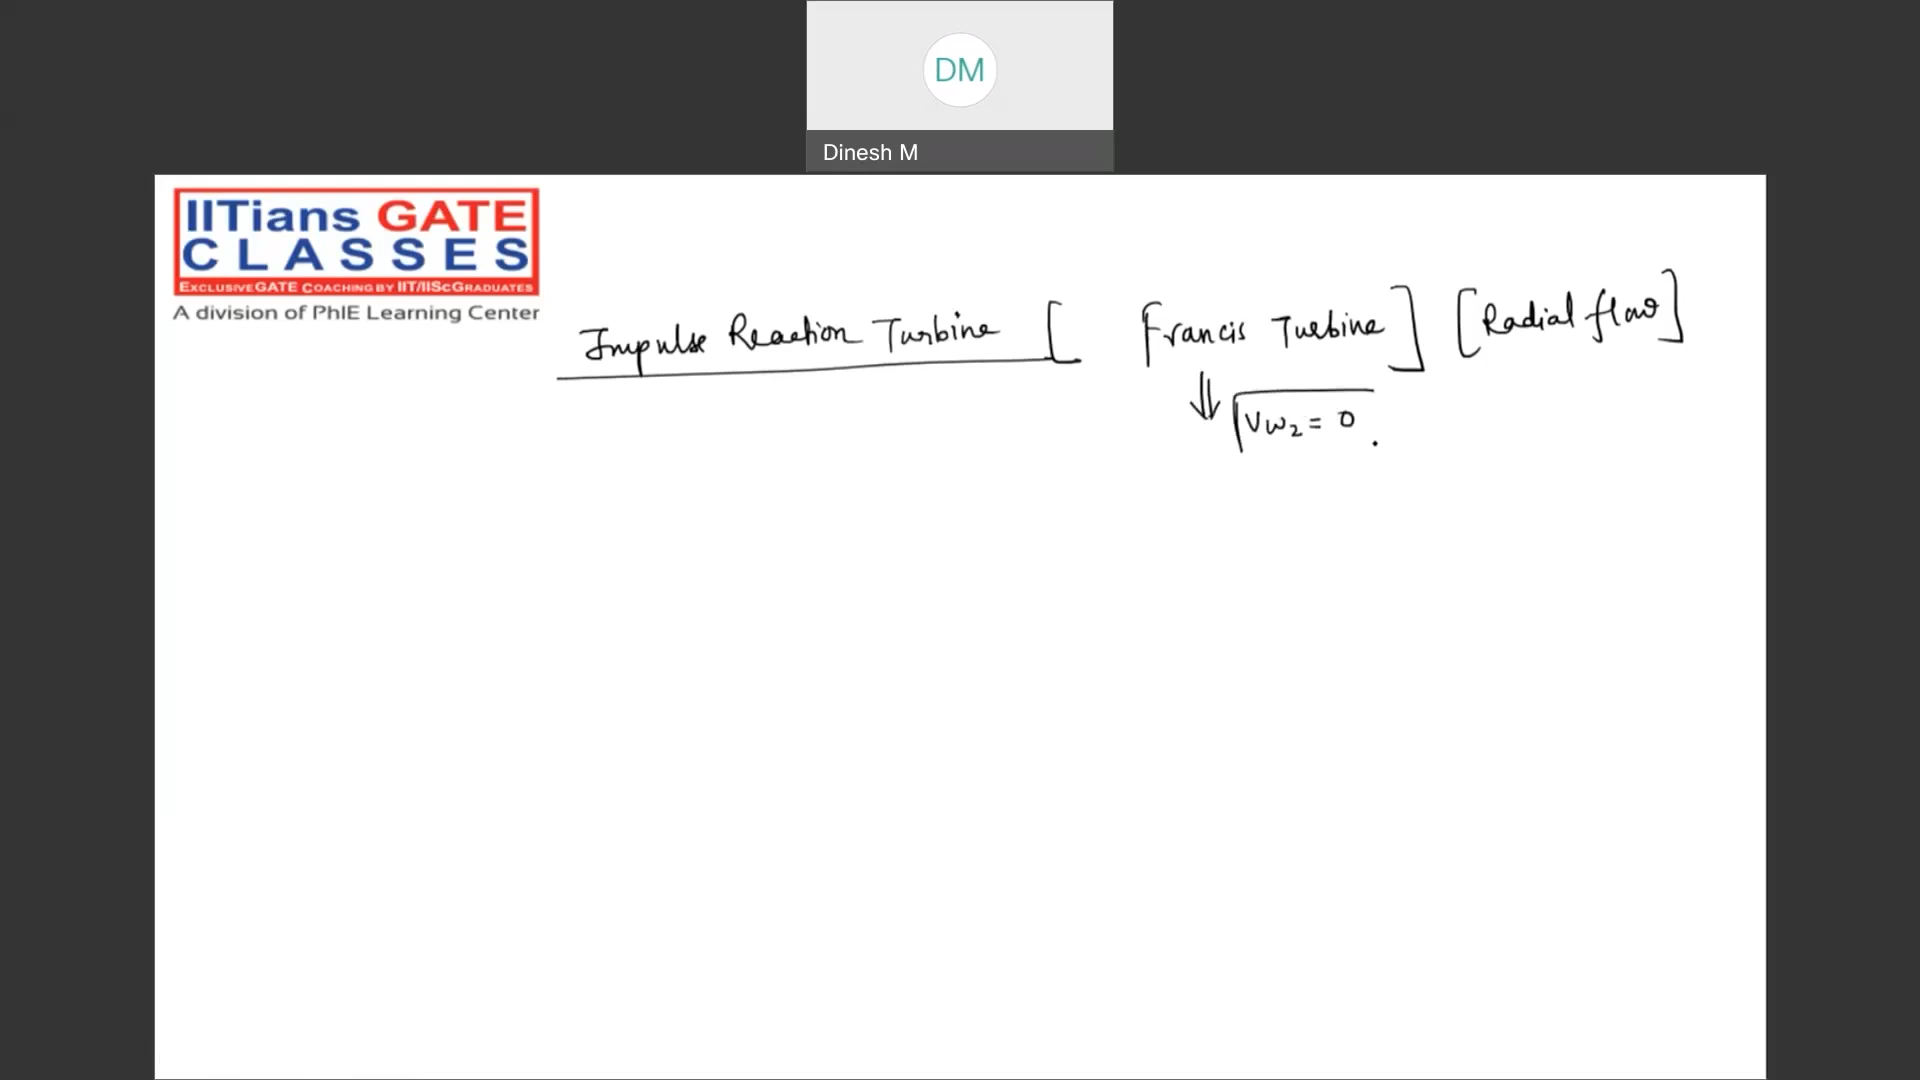 DM
Dinesh M
IITians GATE
CLASSES
EXCLUSIVE GATE COACHING BY IIT/IISc GRADUATES
A division of PhIE Learning Center
Impulse Reaction Turbine [ Francis Turbine ] [Radial flow]
⇓ Vw₂ = 0.